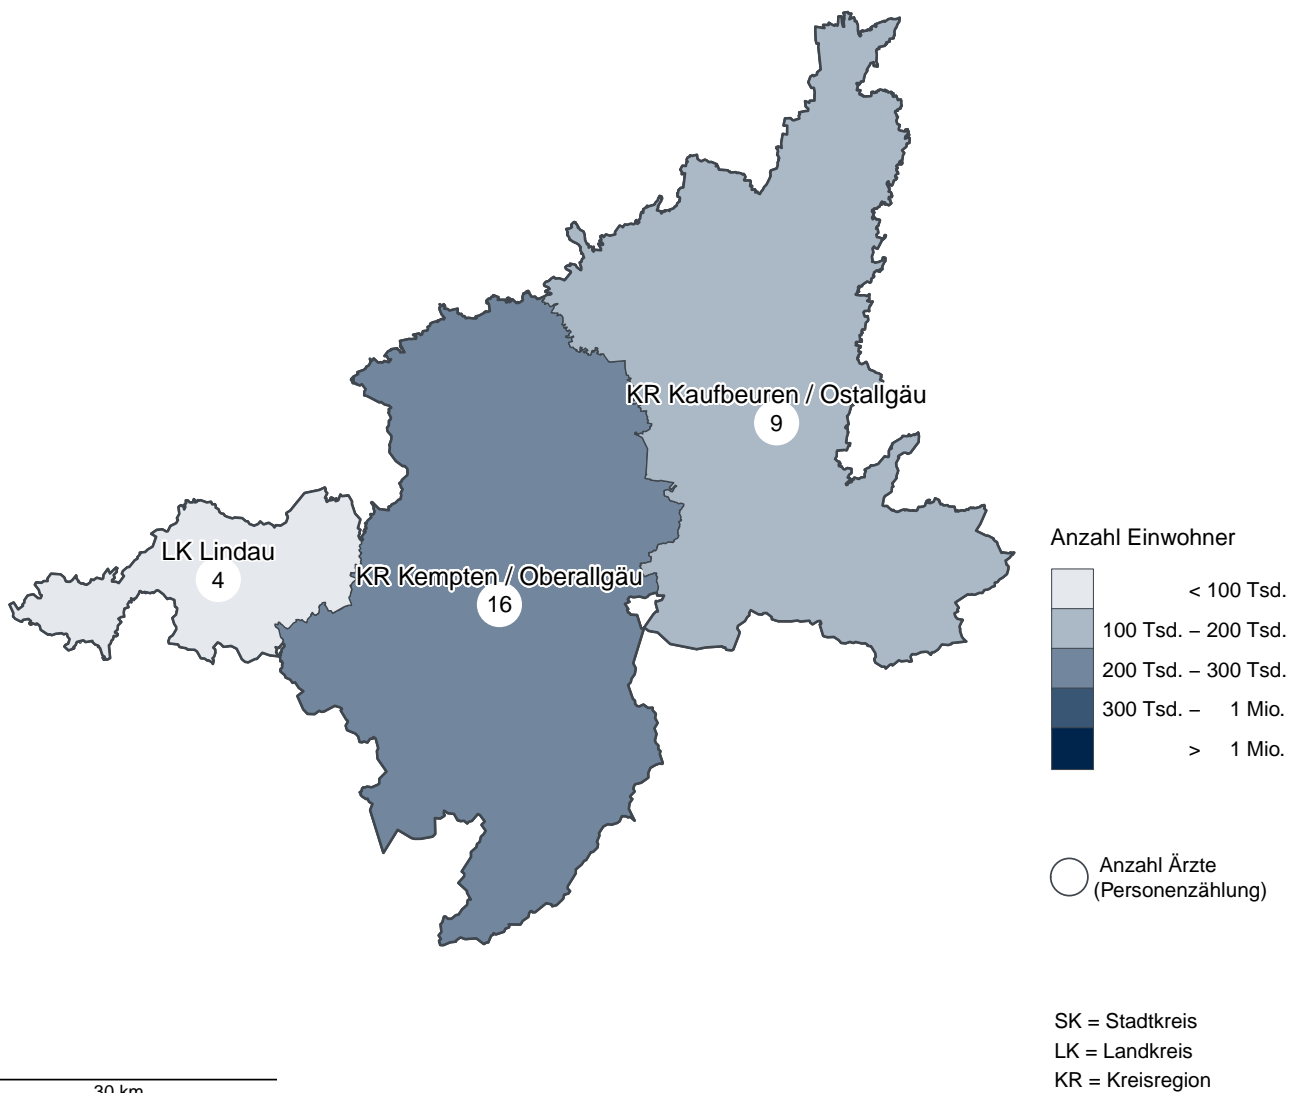 KR Kaufbeuren / Ostallgäu
9
LK Lindau
4
KR Kempten / Oberallgäu
16
Anzahl Einwohner
< 100 Tsd.
100 Tsd. – 200 Tsd.
200 Tsd. – 300 Tsd.
300 Tsd. – 1 Mio.
> 1 Mio.
Anzahl Ärzte
(Personenzählung)
SK = Stadtkreis
LK = Landkreis
KR = Kreisregion
30 km